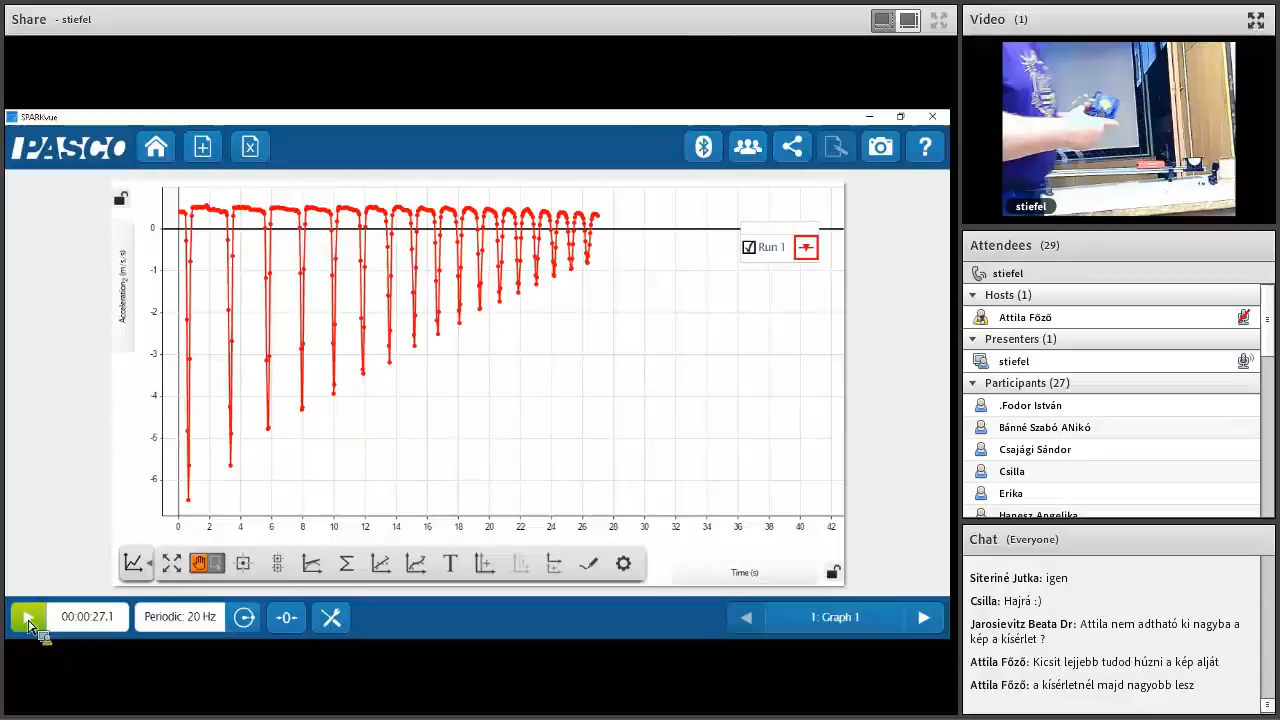 Share - stiefel
SPARKvue
PASCO
?
0
-1
-2
-3
-4
-5
-6
Acceleration₂ (m/s/s)
Run 1
0 2 4 6 8 10 12 14 16 18 20 22 24 26 28 30 32 34 36 38 40 42
Time (s)
Σ T
00:00:27.1
Periodic: 20 Hz
-0-
1: Graph 1
Video (1)
stiefel
Attendees (29)
stiefel
Hosts (1)
Attila Főző
Presenters (1)
stiefel
Participants (27)
.Fodor István
Bánné Szabó ANikó
Csajági Sándor
Csilla
Erika
Hanesz Angelika
Chat (Everyone)
Siteriné Jutka: igen
Csilla: Hajrá :)
Jarosievitz Beata Dr: Attila nem adtható ki nagyba a
kép a kísérlet ?
Attila Főző: Kicsit lejjebb tudod húzni a kép alját
Attila Főző: a kísérletnél majd nagyobb lesz